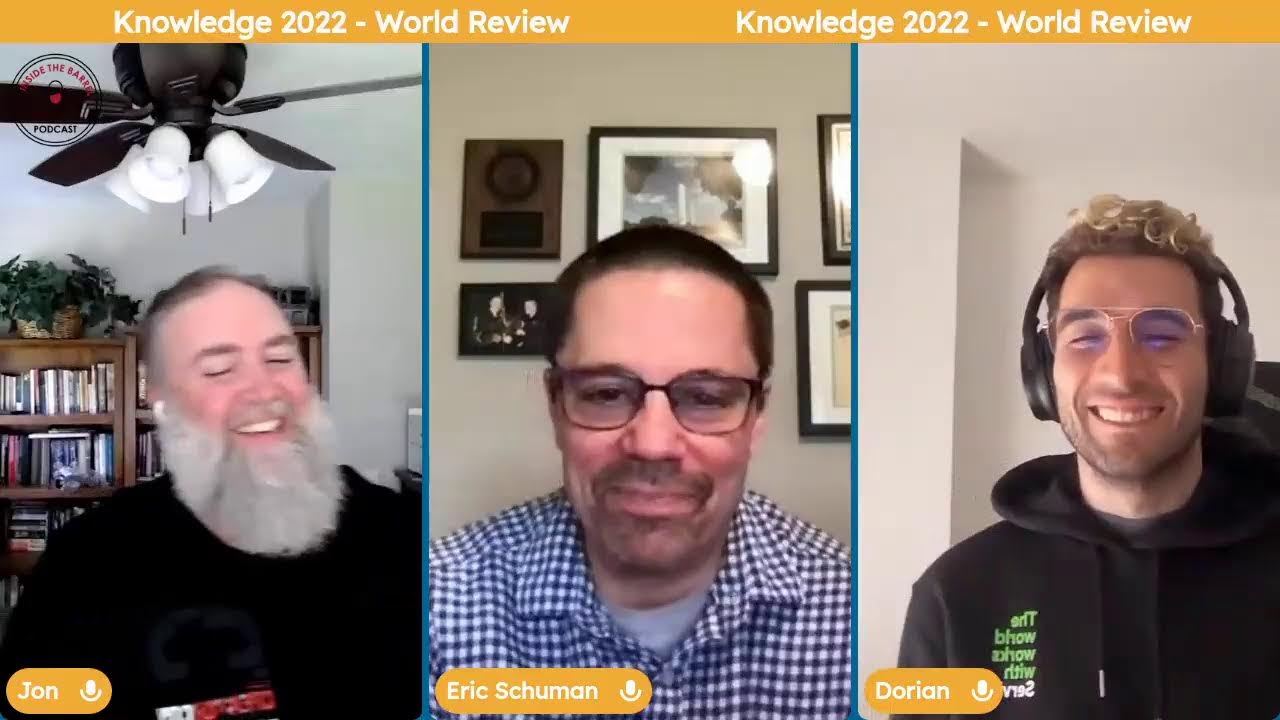 Knowledge 2022 - World Review
Knowledge 2022 - World Review
INSIDE THE BARREL
PODCAST
The
world
works
with
Serv
Jon
Eric Schuman
Dorian